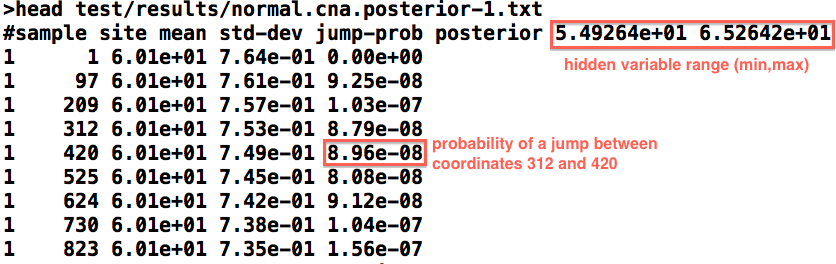 >head test/results/normal.cna.posterior-1.txt
#sample site mean std-dev jump-prob posterior 5.49264e+01 6.52642e+01
hidden variable range (min,max)
1 1 6.01e+01 7.64e-01 0.00e+00
1 97 6.01e+01 7.61e-01 9.25e-08
1 209 6.01e+01 7.57e-01 1.03e-07
1 312 6.01e+01 7.53e-01 8.79e-08
1 420 6.01e+01 7.49e-01 8.96e-08
probability of a jump between
coordinates 312 and 420
1 525 6.01e+01 7.45e-01 8.08e-08
1 624 6.01e+01 7.42e-01 9.12e-08
1 730 6.01e+01 7.38e-01 1.04e-07
1 823 6.01e+01 7.35e-01 1.56e-07